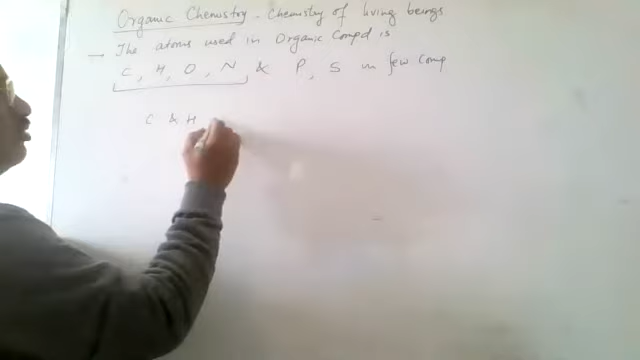 Organic Chemistry - Chemistry of living beings
→ The atoms used in Organic Compd is
C, H, O, N & P, S in few Comp
C & H